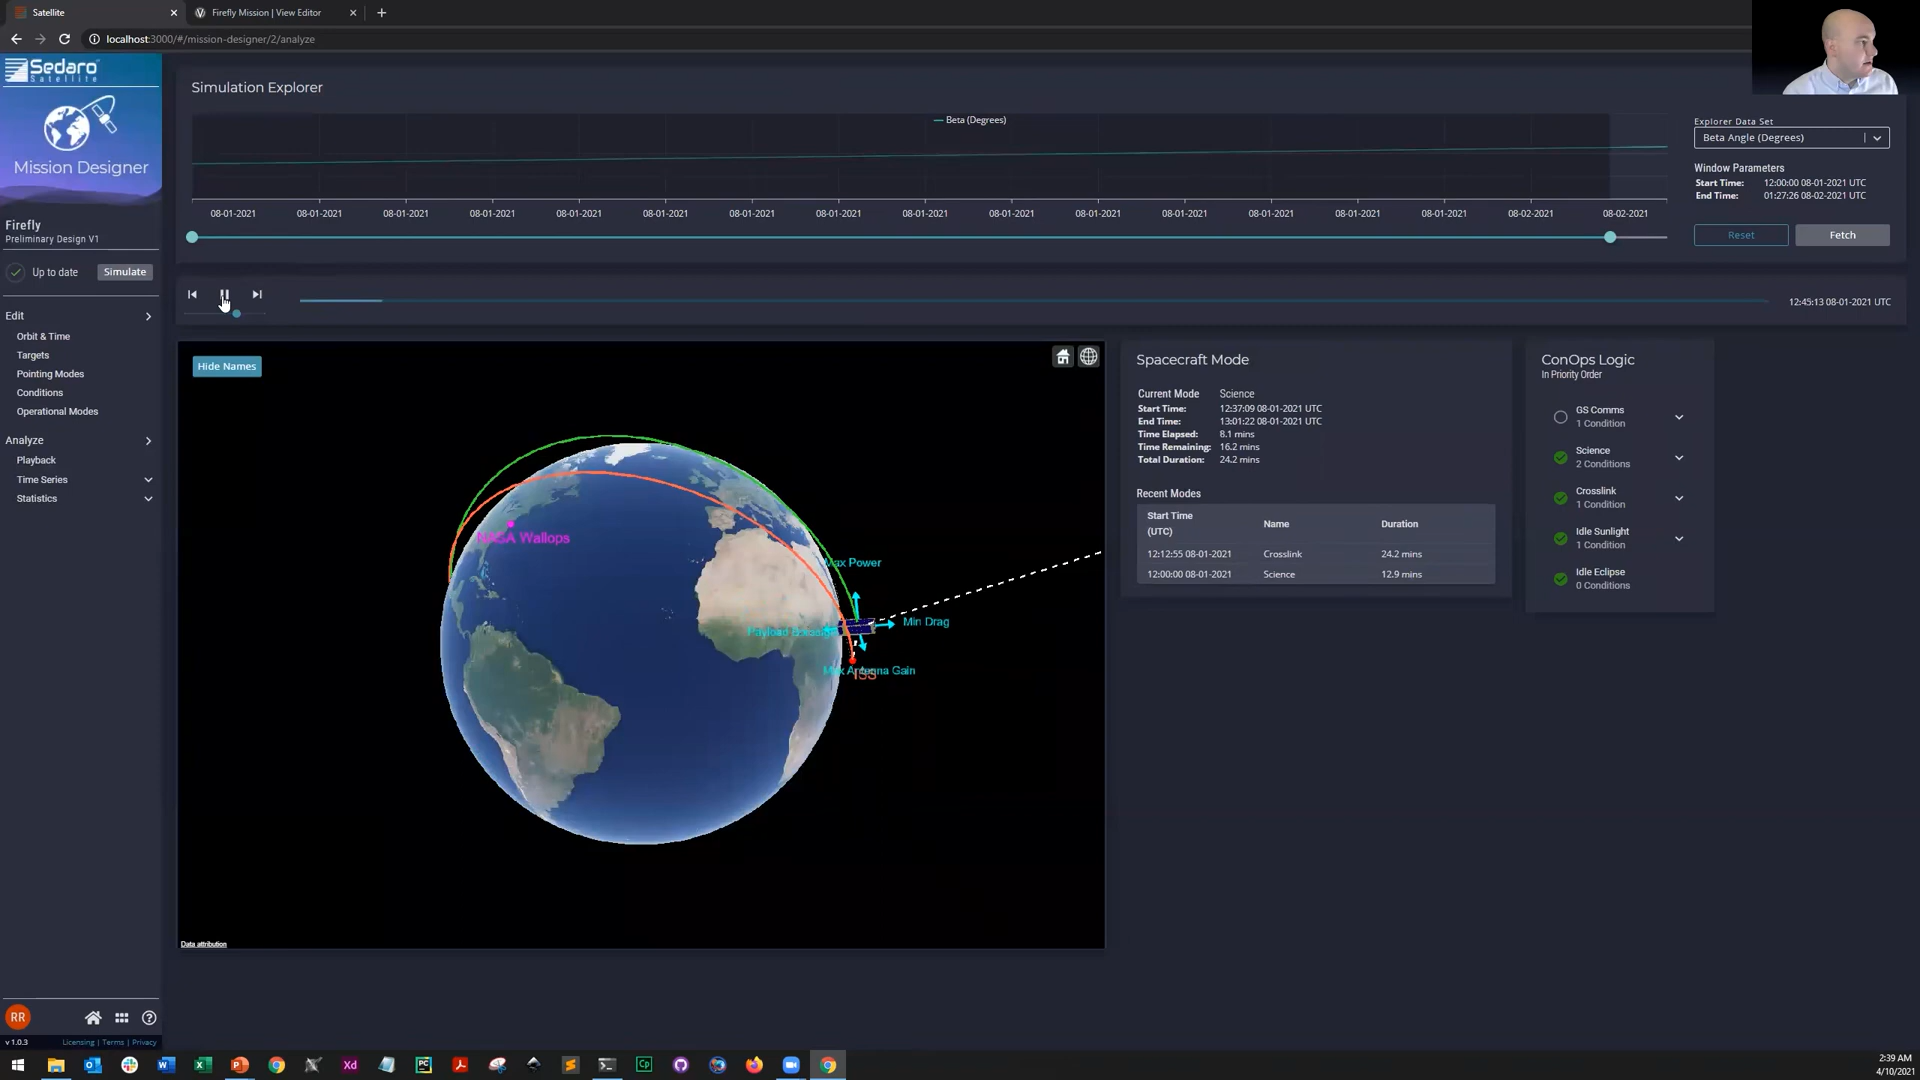 Satellite
Firefly Mission | View Editor
localhost:3000/#/mission-designer/2/analyze
Sedaro
Satellite
Mission Designer
Firefly
Preliminary Design V1
Up to date
Simulate
Edit
Orbit & Time
Targets
Pointing Modes
Conditions
Operational Modes
Analyze
Playback
Time Series
Statistics
RR
v 1.0.3
Licensing | Terms | Privacy
Simulation Explorer
Beta (Degrees)
08-01-2021 08-01-2021 08-01-2021 08-01-2021 08-01-2021 08-01-2021 08-01-2021 08-01-2021 08-01-2021 08-01-2021 08-01-2021 08-01-2021 08-01-2021 08-01-2021 08-01-2021 08-02-2021 08-02-2021
Explorer Data Set
Beta Angle (Degrees)
Window Parameters
Start Time: 12:00:00 08-01-2021 UTC
End Time: 01:27:26 08-02-2021 UTC
Reset
Fetch
12:45:13 08-01-2021 UTC
Hide Names
NASA Wallops
Max Power
Min Drag
Max Antenna Gain
ISS
Data attribution
Spacecraft Mode
Current Mode Science
Start Time: 12:37:09 08-01-2021 UTC
End Time: 13:01:22 08-01-2021 UTC
Time Elapsed: 8.1 mins
Time Remaining: 16.2 mins
Total Duration: 24.2 mins
Recent Modes
Start Time (UTC) Name Duration
12:12:55 08-01-2021 Crosslink 24.2 mins
12:00:00 08-01-2021 Science 12.9 mins
ConOps Logic
In Priority Order
GS Comms
1 Condition
Science
2 Conditions
Crosslink
1 Condition
Idle Sunlight
1 Condition
Idle Eclipse
0 Conditions
2:39 AM
4/10/2021